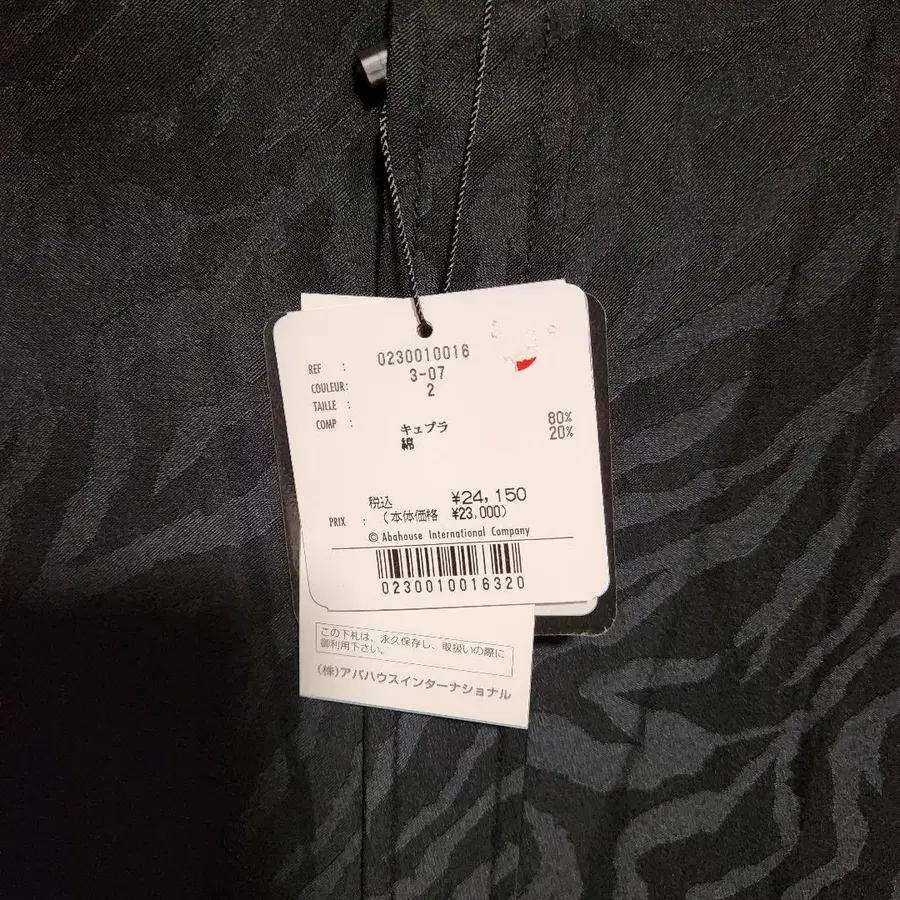 REF : 0230010016
COULEUR: 3-07
TAILLE : 2
COMP : キュプラ 80%
綿 20%
税込 ¥24,150
PRIX : (本体価格 ¥23,000)
© Abahouse International Company
0230010016320
この下札は、永久保存し、取扱いの際に
御利用下さい。
(株)アバハウスインターナショナル